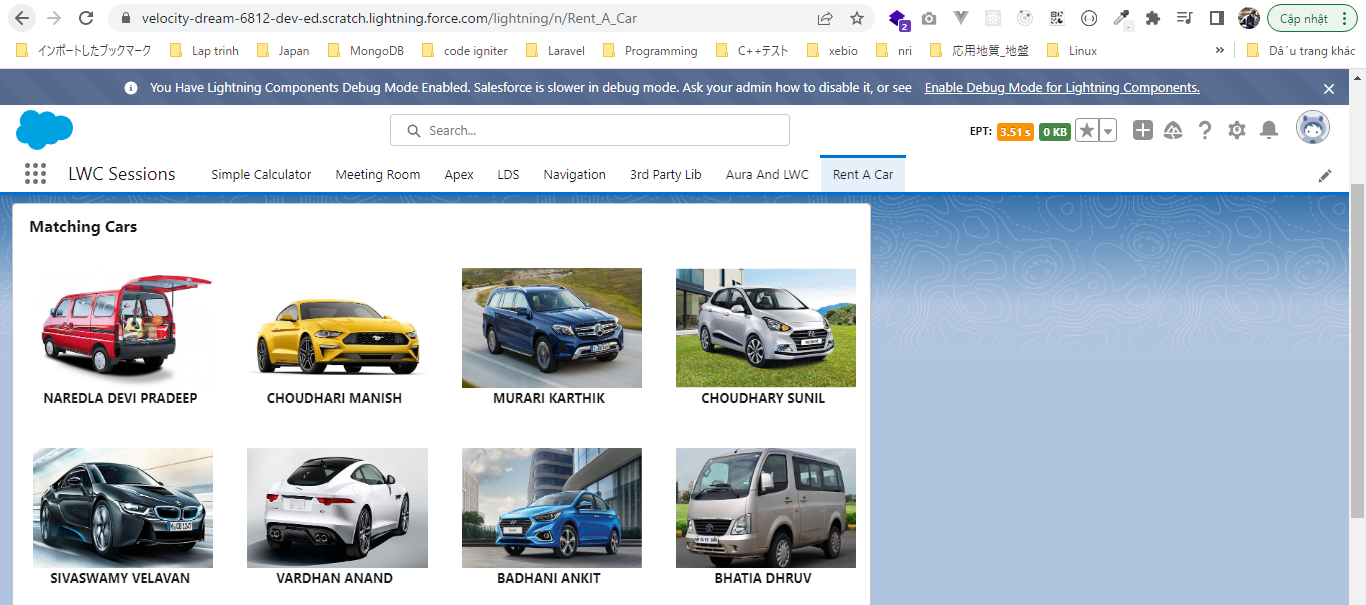 velocity-dream-6812-dev-ed.scratch.lightning.force.com/lightning/n/Rent_A_Car
2
Cập nhật
インポートしたブックマーク Lap trinh Japan MongoDB code igniter Laravel Programming C++テスト xebio nri 応用地質_地盤 Linux » Dấu trang khác
You Have Lightning Components Debug Mode Enabled. Salesforce is slower in debug mode. Ask your admin how to disable it, or see Enable Debug Mode for Lightning Components.
Search...
EPT: 3.51 s 0 KB
LWC Sessions Simple Calculator Meeting Room Apex LDS Navigation 3rd Party Lib Aura And LWC Rent A Car
Matching Cars
NAREDLA DEVI PRADEEP CHOUDHARI MANISH MURARI KARTHIK CHOUDHARY SUNIL
SIVASWAMY VELAVAN VARDHAN ANAND BADHANI ANKIT BHATIA DHRUV